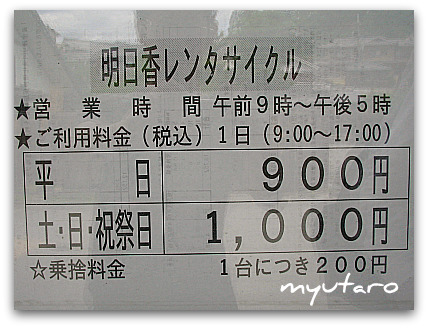 明日香レンタサイクル
★営業時間 午前9時～午後5時
★ご利用料金（税込）1日（9:00～17:00）
平日 900円
土・日・祝祭日 1,000円
☆乗捨料金 1台につき200円
myutaro